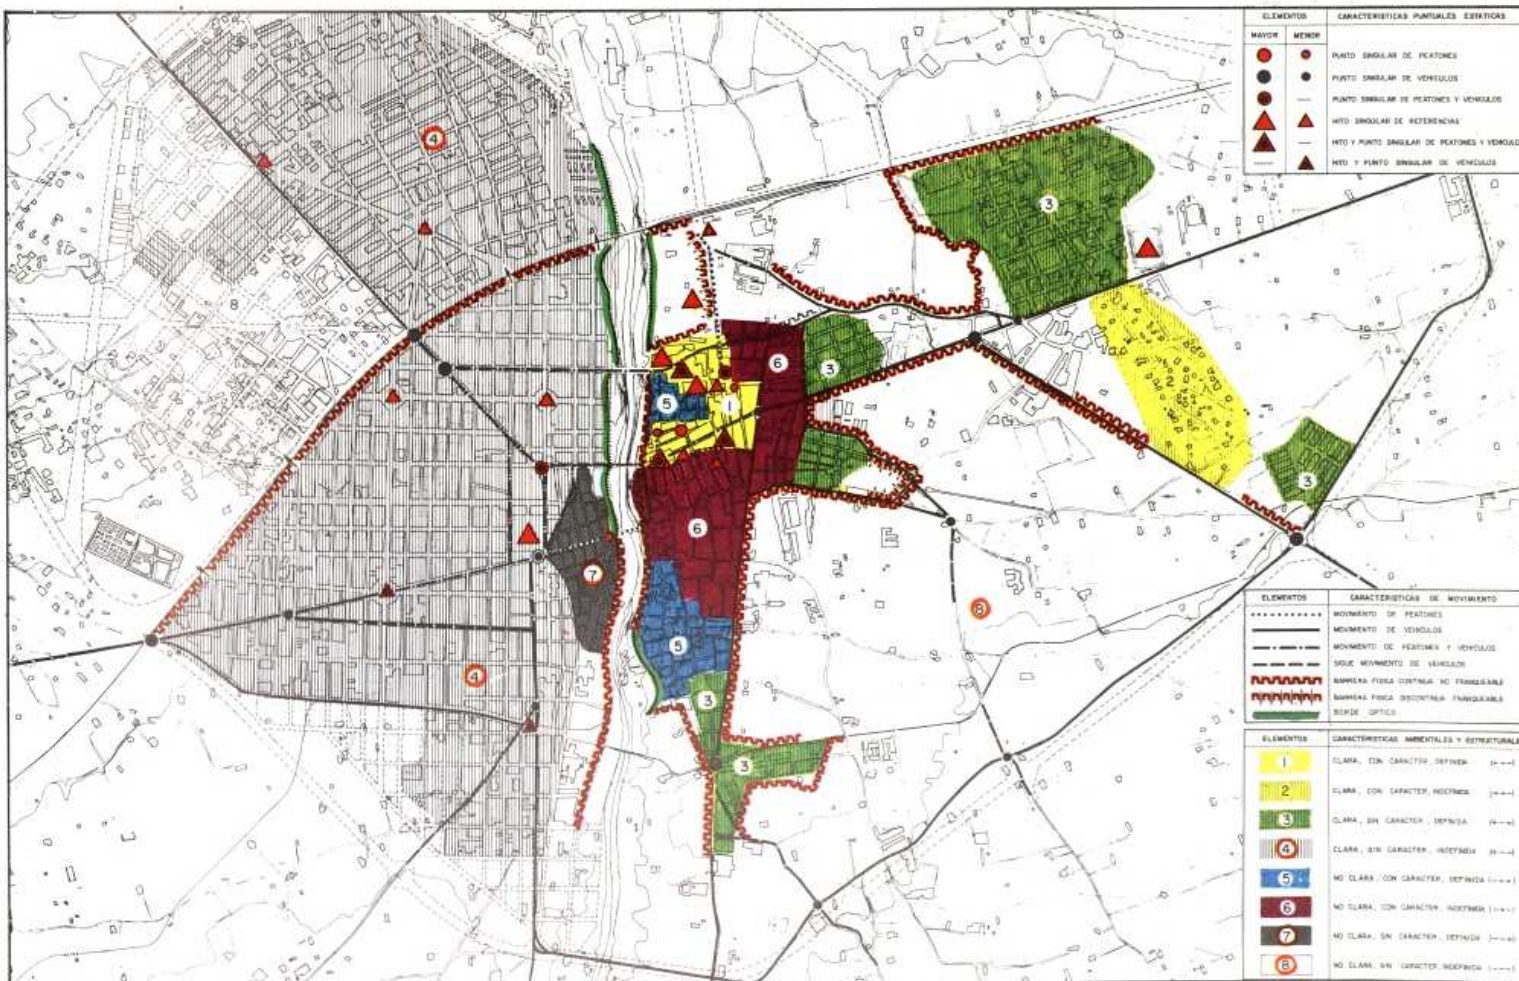 ELEMENTOS CARACTERISTICAS PUNTUALES ESTATICAS
MAYOR MENOR
PUNTO SINGULAR DE PEATONES
PUNTO SINGULAR DE VEHICULOS
PUNTO SINGULAR DE PEATONES Y VEHICULOS
HITO SINGULAR DE REFERENCIAS
HITO Y PUNTO SINGULAR DE PEATONES Y VEHICULO
HITO Y PUNTO SINGULAR DE VEHICULOS
4
3
8
6
3
2
5
1
3
6
7
8
5
4
3
3
ELEMENTOS CARACTERISTICAS DE MOVIMIENTO
MOVIMIENTO DE PEATONES
MOVIMIENTO DE VEHICULOS
MOVIMIENTO DE PEATONES Y VEHICULOS
SIGUE MOVIMIENTO DE VEHICULOS
BARRERA FISICA CONTINUA NO FRANQUEABLE
BARRERA FISICA DISCONTINUA FRANQUEABLE
BORDE OPTICO
ELEMENTOS CARACTERISTICAS AMBIENTALES Y ESTRUCTURALE
1 CLARA, CON CARACTER, DEFINIDA
2 CLARA, CON CARACTER, INDEFINIDA
3 CLARA, SIN CARACTER, DEFINIDA
4 CLARA, SIN CARACTER, INDEFINIDA
5 NO CLARA, CON CARACTER, DEFINIDA
6 NO CLARA, CON CARACTER, INDEFINIDA
7 NO CLARA, SIN CARACTER, DEFINIDA
8 NO CLARA, SIN CARACTER, INDEFINIDA